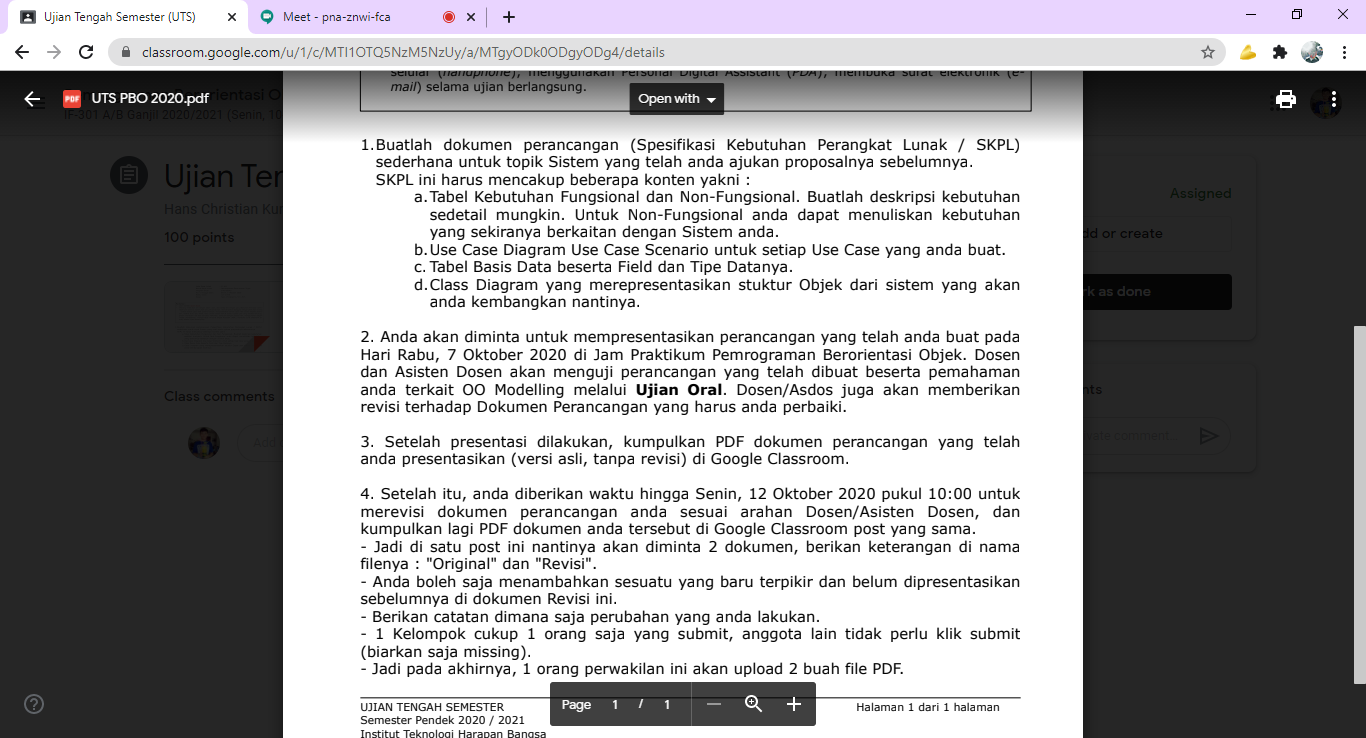 Ujian Tengah Semester (UTS)
Meet - pna-znwi-fca
classroom.google.com/u/1/c/MTI1OTQ5NzM5NzUy/a/MTgyODk0ODgyODg4/details
selular (handphone), menggunakan Personal Digital Assistant (PDA), membuka surat elektronik (e-
mail) selama ujian berlangsung.
PDF UTS PBO 2020.pdf
Open with
IF-301 A/B Ganjil 2020/2021 (Senin, 10
1.Buatlah dokumen perancangan (Spesifikasi Kebutuhan Perangkat Lunak / SKPL)
sederhana untuk topik Sistem yang telah anda ajukan proposalnya sebelumnya.
SKPL ini harus mencakup beberapa konten yakni :
a.Tabel Kebutuhan Fungsional dan Non-Fungsional. Buatlah deskripsi kebutuhan
sedetail mungkin. Untuk Non-Fungsional anda dapat menuliskan kebutuhan
yang sekiranya berkaitan dengan Sistem anda.
b.Use Case Diagram Use Case Scenario untuk setiap Use Case yang anda buat.
c. Tabel Basis Data beserta Field dan Tipe Datanya.
d.Class Diagram yang merepresentasikan stuktur Objek dari sistem yang akan
anda kembangkan nantinya.
2. Anda akan diminta untuk mempresentasikan perancangan yang telah anda buat pada
Hari Rabu, 7 Oktober 2020 di Jam Praktikum Pemrograman Berorientasi Objek. Dosen
dan Asisten Dosen akan menguji perancangan yang telah dibuat beserta pemahaman
anda terkait OO Modelling melalui Ujian Oral. Dosen/Asdos juga akan memberikan
revisi terhadap Dokumen Perancangan yang harus anda perbaiki.
3. Setelah presentasi dilakukan, kumpulkan PDF dokumen perancangan yang telah
anda presentasikan (versi asli, tanpa revisi) di Google Classroom.
4. Setelah itu, anda diberikan waktu hingga Senin, 12 Oktober 2020 pukul 10:00 untuk
merevisi dokumen perancangan anda sesuai arahan Dosen/Asisten Dosen, dan
kumpulkan lagi PDF dokumen anda tersebut di Google Classroom post yang sama.
- Jadi di satu post ini nantinya akan diminta 2 dokumen, berikan keterangan di nama
filenya : "Original" dan "Revisi".
- Anda boleh saja menambahkan sesuatu yang baru terpikir dan belum dipresentasikan
sebelumnya di dokumen Revisi ini.
- Berikan catatan dimana saja perubahan yang anda lakukan.
- 1 Kelompok cukup 1 orang saja yang submit, anggota lain tidak perlu klik submit
(biarkan saja missing).
- Jadi pada akhirnya, 1 orang perwakilan ini akan upload 2 buah file PDF.
UJIAN TENGAH SEMESTER
Semester Pendek 2020 / 2021
Institut Teknologi Harapan Bangsa
Halaman 1 dari 1 halaman
Page 1 / 1
Ujian Ter
Hans Christian Ku
100 points
Class comments
Add
Assigned
dd or create
rk as done
nts
vate comment...